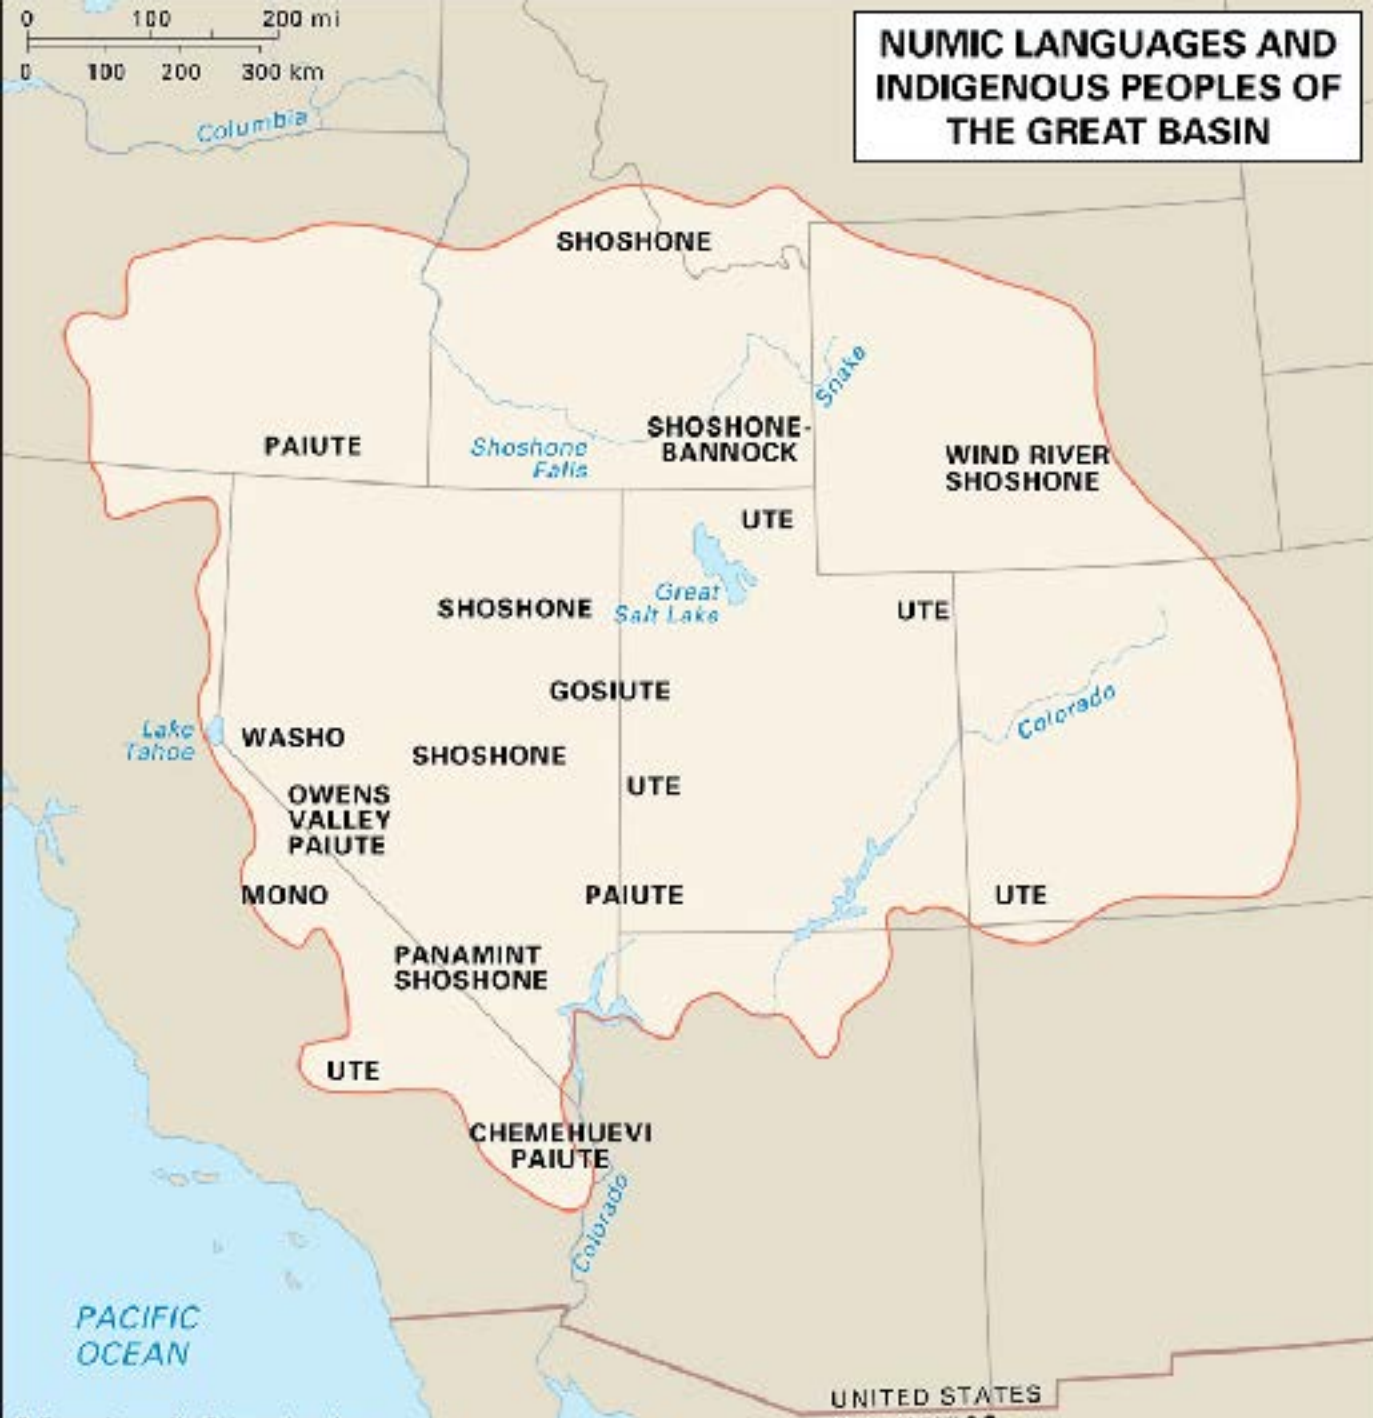 0 100 200 mi
0 100 200 300 km
NUMIC LANGUAGES AND
INDIGENOUS PEOPLES OF
THE GREAT BASIN
Columbia
SHOSHONE
Snake
PAIUTE
Shoshone
Falls
SHOSHONE-
BANNOCK
WIND RIVER
SHOSHONE
UTE
Great
Salt Lake
SHOSHONE
UTE
GOSIUTE
Colorado
Lake
Tahoe
WASHO
SHOSHONE
UTE
OWENS
VALLEY
PAIUTE
MONO
PAIUTE
UTE
PANAMINT
SHOSHONE
UTE
CHEMEHUEVI
PAIUTE
Colorado
PACIFIC
OCEAN
UNITED STATES